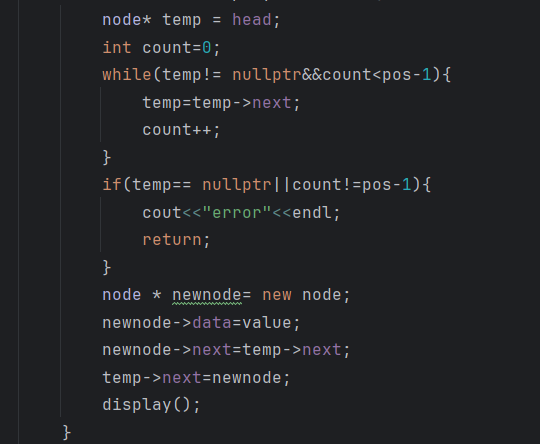 node* temp = head;
int count=0;
while(temp!= nullptr&&count<pos-1){
temp=temp->next;
count++;
}
if(temp== nullptr||count!=pos-1){
cout<<"error"<<endl;
return;
}
node * newnode= new node;
newnode->data=value;
newnode->next=temp->next;
temp->next=newnode;
display();
}